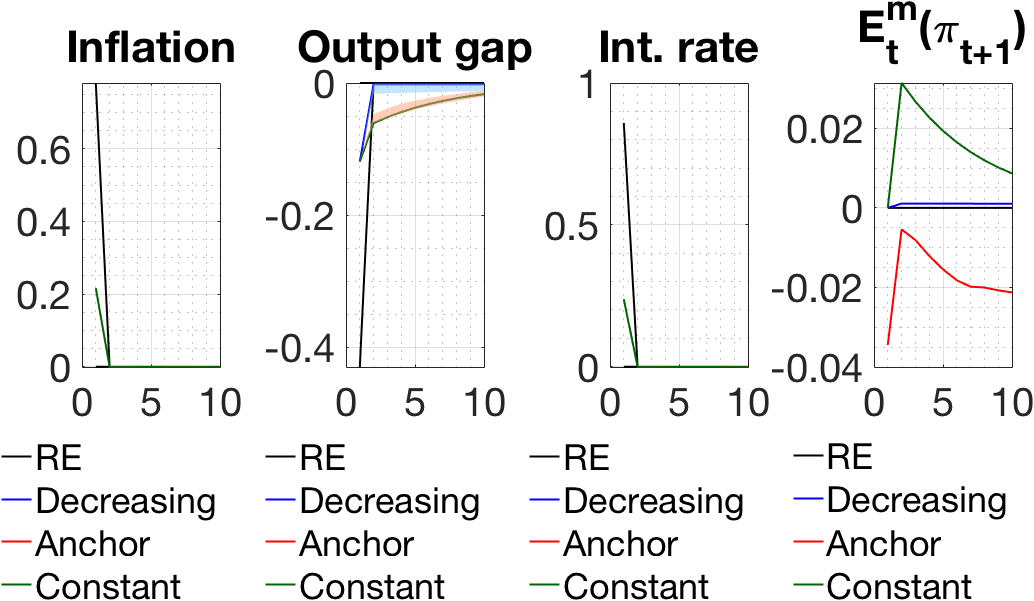 Inflation
0.6
0.4
0.2
0
0 5 10
RE
Decreasing
Anchor
Constant
Output gap
0
-0.2
-0.4
0 5 10
RE
Decreasing
Anchor
Constant
Int. rate
1
0.5
0
0 5 10
RE
Decreasing
Anchor
Constant
E_t^m(π_{t+1})
0.02
0
-0.02
-0.04
0 5 10
RE
Decreasing
Anchor
Constant